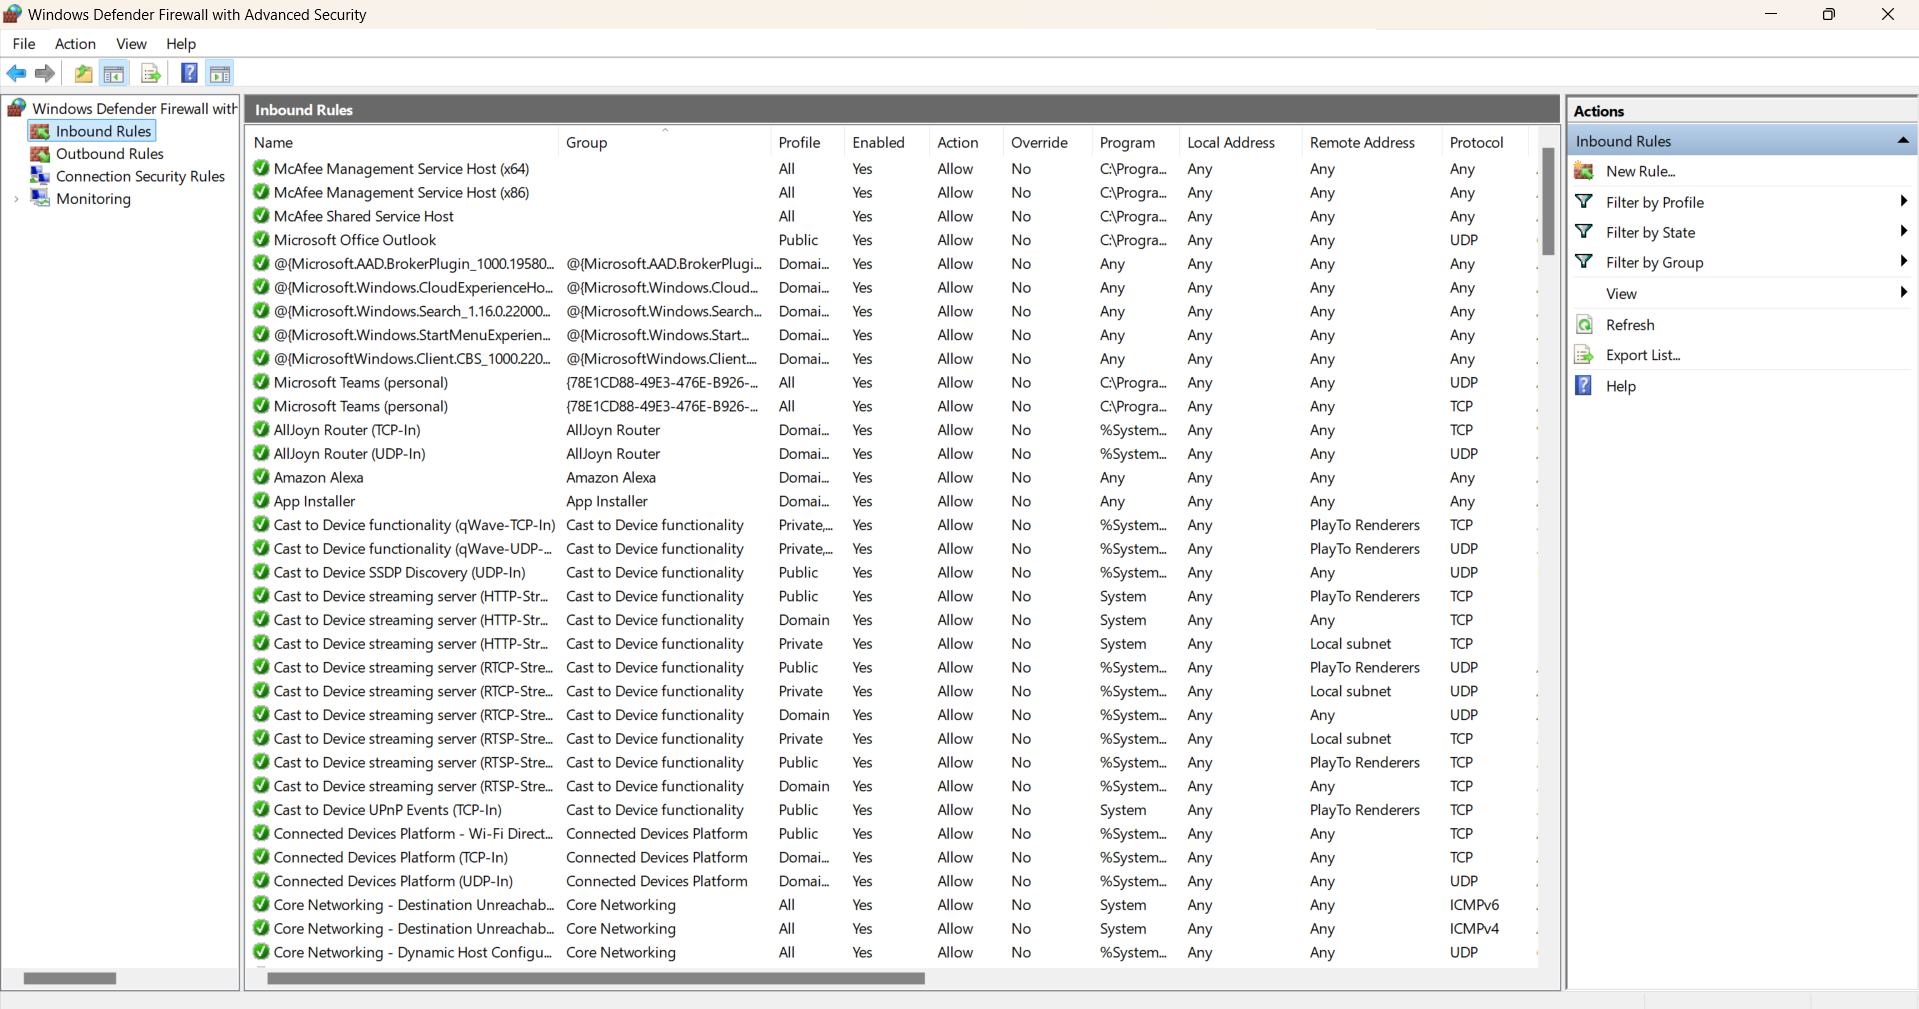 Windows Defender Firewall with Advanced Security
File Action View Help
Windows Defender Firewall with
Inbound Rules
Outbound Rules
Connection Security Rules
Monitoring
Inbound Rules
Name Group Profile Enabled Action Override Program Local Address Remote Address Protocol
McAfee Management Service Host (x64) All Yes Allow No C:\Progra... Any Any Any
McAfee Management Service Host (x86) All Yes Allow No C:\Progra... Any Any Any
McAfee Shared Service Host All Yes Allow No C:\Progra... Any Any Any
Microsoft Office Outlook Public Yes Allow No C:\Progra... Any Any UDP
@{Microsoft.AAD.BrokerPlugin_1000.19580... @{Microsoft.AAD.BrokerPlugi... Domai... Yes Allow No Any Any Any Any
@{Microsoft.Windows.CloudExperienceHo... @{Microsoft.Windows.Cloud... Domai... Yes Allow No Any Any Any Any
@{Microsoft.Windows.Search_1.16.0.22000... @{Microsoft.Windows.Search... Domai... Yes Allow No Any Any Any Any
@{Microsoft.Windows.StartMenuExperien... @{Microsoft.Windows.Start... Domai... Yes Allow No Any Any Any Any
@{MicrosoftWindows.Client.CBS_1000.220... @{MicrosoftWindows.Client.... Domai... Yes Allow No Any Any Any Any
Microsoft Teams (personal) {78E1CD88-49E3-476E-B926-... All Yes Allow No C:\Progra... Any Any UDP
Microsoft Teams (personal) {78E1CD88-49E3-476E-B926-... All Yes Allow No C:\Progra... Any Any TCP
AllJoyn Router (TCP-In) AllJoyn Router Domai... Yes Allow No %System... Any Any TCP
AllJoyn Router (UDP-In) AllJoyn Router Domai... Yes Allow No %System... Any Any UDP
Amazon Alexa Amazon Alexa Domai... Yes Allow No Any Any Any Any
App Installer App Installer Domai... Yes Allow No Any Any Any Any
Cast to Device functionality (qWave-TCP-In) Cast to Device functionality Private,... Yes Allow No %System... Any PlayTo Renderers TCP
Cast to Device functionality (qWave-UDP-... Cast to Device functionality Private,... Yes Allow No %System... Any PlayTo Renderers UDP
Cast to Device SSDP Discovery (UDP-In) Cast to Device functionality Public Yes Allow No %System... Any Any UDP
Cast to Device streaming server (HTTP-Str... Cast to Device functionality Public Yes Allow No System Any PlayTo Renderers TCP
Cast to Device streaming server (HTTP-Str... Cast to Device functionality Domain Yes Allow No System Any Any TCP
Cast to Device streaming server (HTTP-Str... Cast to Device functionality Private Yes Allow No System Any Local subnet TCP
Cast to Device streaming server (RTCP-Stre... Cast to Device functionality Public Yes Allow No %System... Any PlayTo Renderers UDP
Cast to Device streaming server (RTCP-Stre... Cast to Device functionality Private Yes Allow No %System... Any Local subnet UDP
Cast to Device streaming server (RTCP-Stre... Cast to Device functionality Domain Yes Allow No %System... Any Any UDP
Cast to Device streaming server (RTSP-Stre... Cast to Device functionality Private Yes Allow No %System... Any Local subnet TCP
Cast to Device streaming server (RTSP-Stre... Cast to Device functionality Public Yes Allow No %System... Any PlayTo Renderers TCP
Cast to Device streaming server (RTSP-Stre... Cast to Device functionality Domain Yes Allow No %System... Any Any TCP
Cast to Device UPnP Events (TCP-In) Cast to Device functionality Public Yes Allow No System Any PlayTo Renderers TCP
Connected Devices Platform - Wi-Fi Direct... Connected Devices Platform Public Yes Allow No %System... Any Any TCP
Connected Devices Platform (TCP-In) Connected Devices Platform Domai... Yes Allow No %System... Any Any TCP
Connected Devices Platform (UDP-In) Connected Devices Platform Domai... Yes Allow No %System... Any Any UDP
Core Networking - Destination Unreachab... Core Networking All Yes Allow No System Any Any ICMPv6
Core Networking - Destination Unreachab... Core Networking All Yes Allow No System Any Any ICMPv4
Core Networking - Dynamic Host Configu... Core Networking All Yes Allow No %System... Any Any UDP
Actions
Inbound Rules
New Rule...
Filter by Profile
Filter by State
Filter by Group
View
Refresh
Export List...
Help